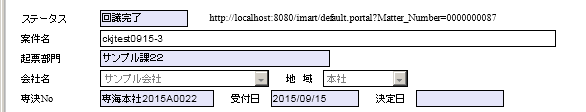 ステータス 回議完了 http://localhost:8080/imart/default.portal?Matter_Number=0000000087
案件名 ckjtest0915-3
起票部門 サンプル課22
会社名 サンプル会社 地 域 本社
専決No 専海本社2015A0022 受付日 2015/09/15 決定日